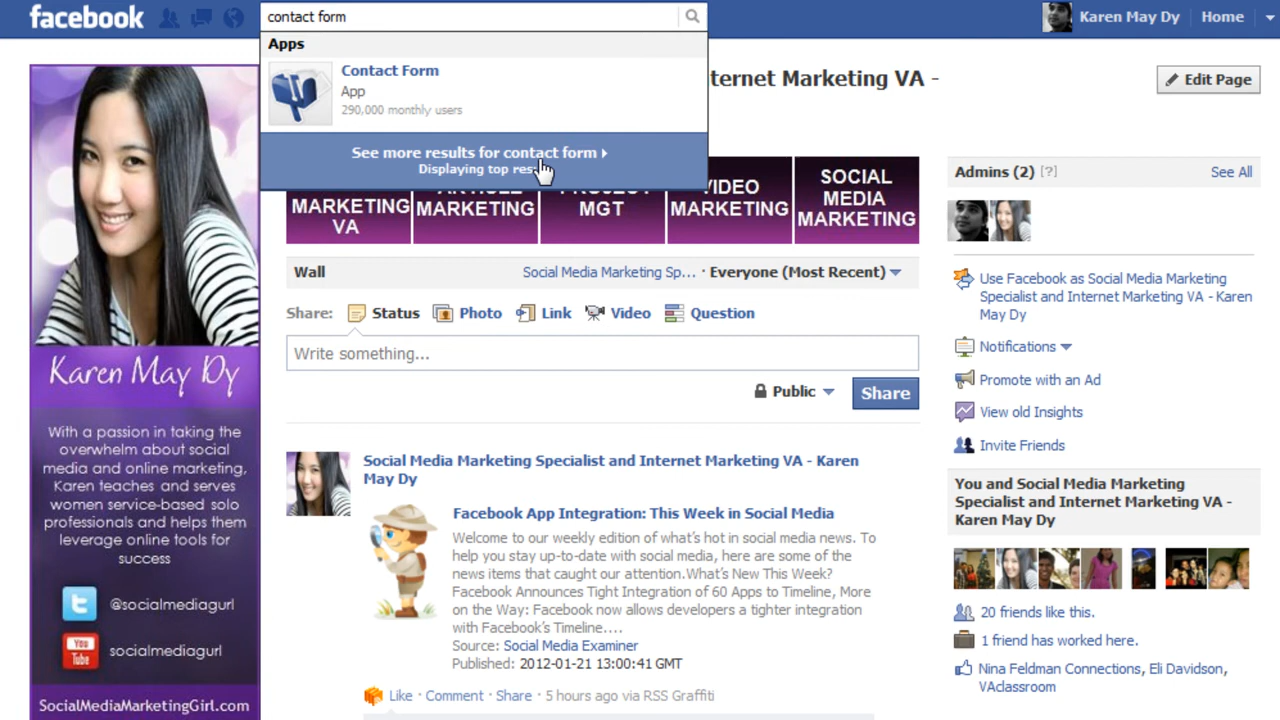 facebook
contact form
Karen May Dy
Home
Apps
Contact Form
App
290,000 monthly users
See more results for contact form
Displaying top
nternet Marketing VA -
Edit Page
MARKETING
VA
ARTICLE
MARKETING
PROJECT
MGT
VIDEO
MARKETING
SOCIAL
MEDIA
MARKETING
Wall
Social Media Marketing Sp... · Everyone (Most Recent)
Share: Status Photo Link Video Question
Write something...
Public
Share
Social Media Marketing Specialist and Internet Marketing VA - Karen
May Dy
Facebook App Integration: This Week in Social Media
Welcome to our weekly edition of what's hot in social media news. To
help you stay up-to-date with social media, here are some of the
news items that caught our attention.What's New This Week?
Facebook Announces Tight Integration of 60 Apps to Timeline, More
on the Way: Facebook now allows developers a tighter integration
with Facebook's Timeline....
Source: Social Media Examiner
Published: 2012-01-21 13:00:41 GMT
Like · Comment · Share · 5 hours ago via RSS Graffiti
Karen May Dy
With a passion in taking the
overwhelm about social
media and online marketing,
Karen teaches and serves
women service-based solo
professionals and helps them
leverage online tools for
success
@socialmediagurl
You
Tube
socialmediagurl
SocialMediaMarketingGirl.com
Admins (2) [?]
See All
Use Facebook as Social Media Marketing
Specialist and Internet Marketing VA - Karen
May Dy
Notifications
Promote with an Ad
View old Insights
Invite Friends
You and Social Media Marketing
Specialist and Internet Marketing VA -
Karen May Dy
20 friends like this.
1 friend has worked here.
Nina Feldman Connections, Eli Davidson,
VAclassroom